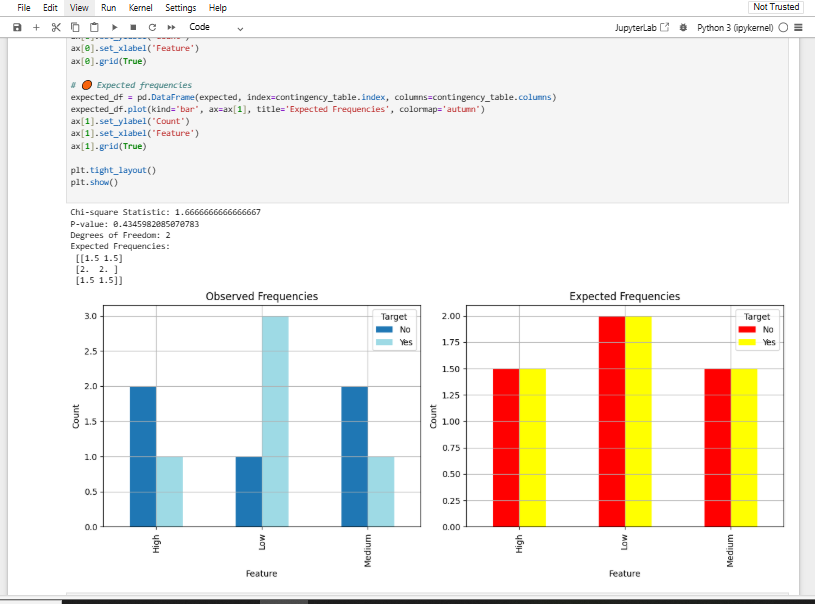 File Edit View Run Kernel Settings Help Not Trusted
Code JupyterLab Python 3 (ipykernel)
ax[0].set_xlabel('Feature')
ax[0].grid(True)
# Expected frequencies
expected_df = pd.DataFrame(expected, index=contingency_table.index, columns=contingency_table.columns)
expected_df.plot(kind='bar', ax=ax[1], title='Expected Frequencies', colormap='autumn')
ax[1].set_ylabel('Count')
ax[1].set_xlabel('Feature')
ax[1].grid(True)
plt.tight_layout()
plt.show()
Chi-square Statistic: 1.6666666666666667
P-value: 0.4345982085070783
Degrees of Freedom: 2
Expected Frequencies:
[[1.5 1.5]
[2. 2. ]
[1.5 1.5]]
Observed Frequencies
3.0
2.5
2.0
1.5
1.0
0.5
0.0
Count
Target
No
Yes
High
Low
Medium
Feature
Expected Frequencies
2.00
1.75
1.50
1.25
1.00
0.75
0.50
0.25
0.00
Count
Target
No
Yes
High
Low
Medium
Feature